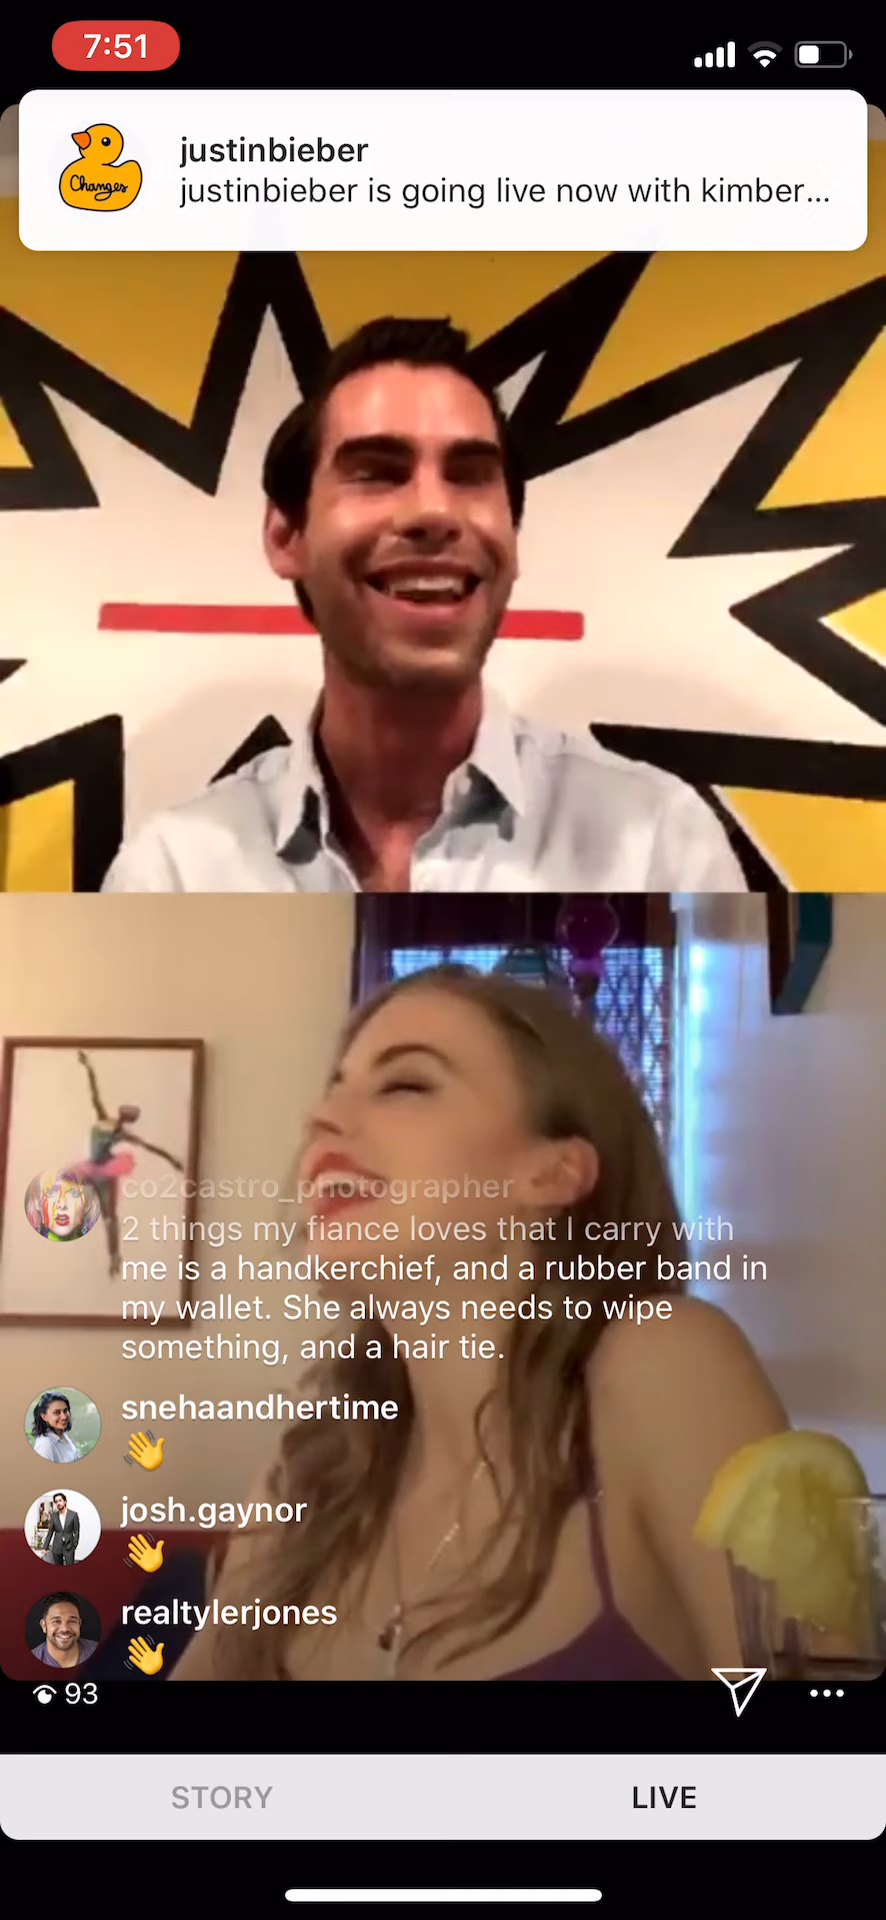 7:51
justinbieber
justinbieber is going live now with kimber...
Changes
co2castro_photographer
2 things my fiance loves that I carry with
me is a handkerchief, and a rubber band in
my wallet. She always needs to wipe
something, and a hair tie.
snehaandhertime
👋
josh.gaynor
👋
realtylerjones
👋
93
STORY
LIVE